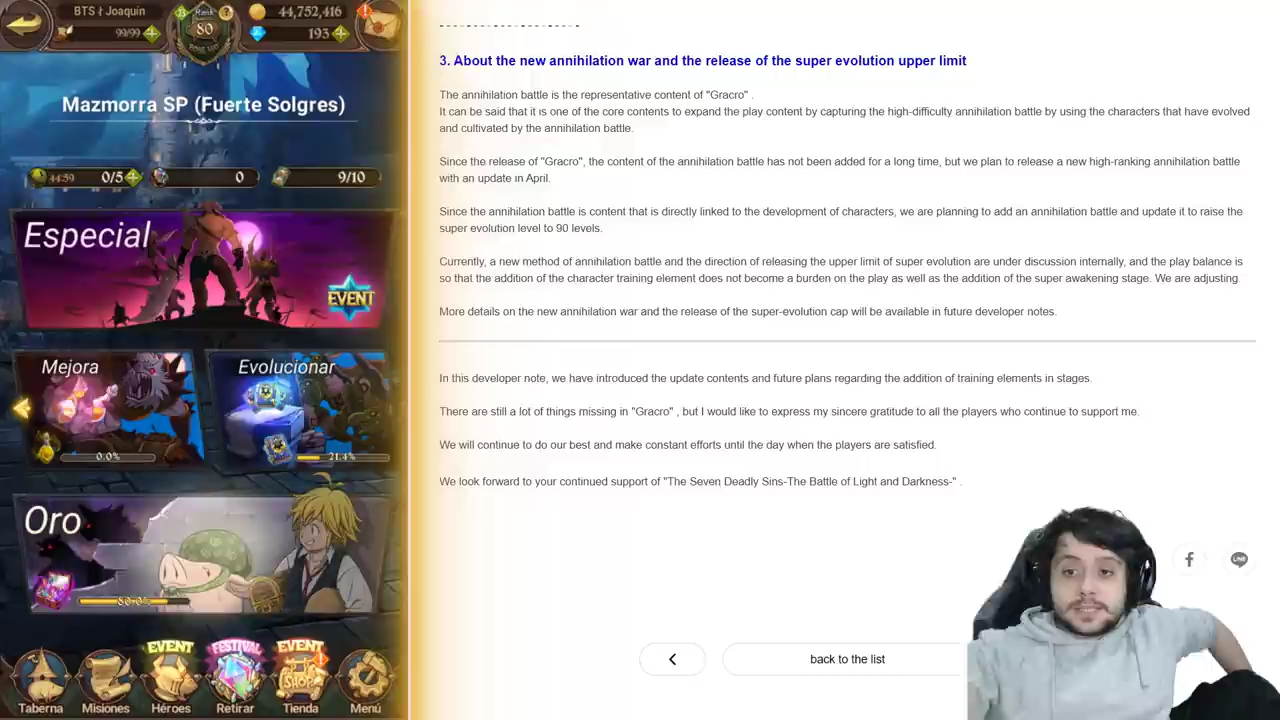 BTS ł Joaquín
99/99
Rank
80
44,752,416
193
Mazmorra SP (Fuerte Solgres)
44:59
0/5
0
9/10
Especial
EVENT
Mejora
0.0%
Evolucionar
21.4%
Oro
80.0%
EVENT
FESTIVAL
EVENT
SHOP
Taberna
Misiones
Héroes
Retirar
Tienda
Menú
3. About the new annihilation war and the release of the super evolution upper limit
The annihilation battle is the representative content of "Gracro" .
It can be said that it is one of the core contents to expand the play content by capturing the high-difficulty annihilation battle by using the characters that have evolved
and cultivated by the annihilation battle.
Since the release of "Gracro", the content of the annihilation battle has not been added for a long time, but we plan to release a new high-ranking annihilation battle
with an update in April.
Since the annihilation battle is content that is directly linked to the development of characters, we are planning to add an annihilation battle and update it to raise the
super evolution level to 90 levels.
Currently, a new method of annihilation battle and the direction of releasing the upper limit of super evolution are under discussion internally, and the play balance is
so that the addition of the character training element does not become a burden on the play as well as the addition of the super awakening stage. We are adjusting.
More details on the new annihilation war and the release of the super-evolution cap will be available in future developer notes.
In this developer note, we have introduced the update contents and future plans regarding the addition of training elements in stages.
There are still a lot of things missing in "Gracro" , but I would like to express my sincere gratitude to all the players who continue to support me.
We will continue to do our best and make constant efforts until the day when the players are satisfied.
We look forward to your continued support of "The Seven Deadly Sins-The Battle of Light and Darkness-" .
LINE
back to the list